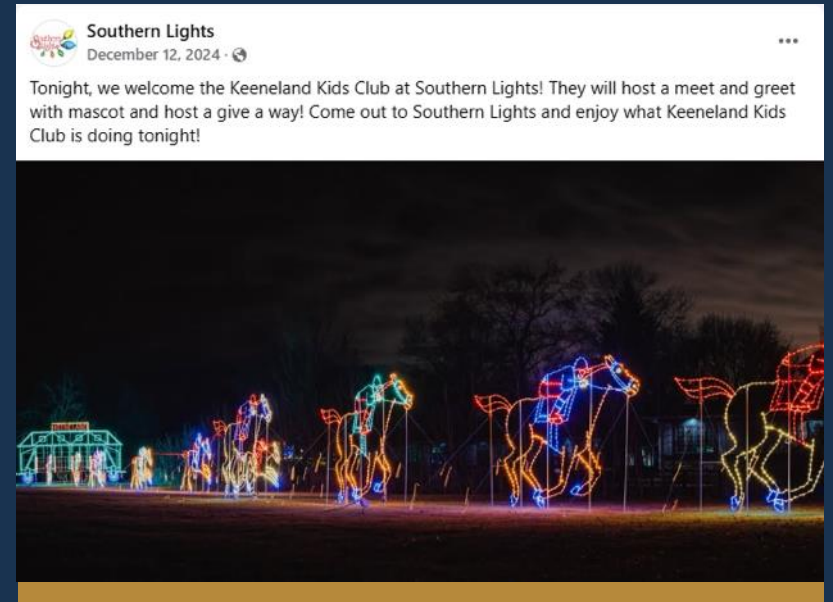 Southern Lights
December 12, 2024 ·
Tonight, we welcome the Keeneland Kids Club at Southern Lights! They will host a meet and greet
with mascot and host a give a way! Come out to Southern Lights and enjoy what Keeneland Kids
Club is doing tonight!